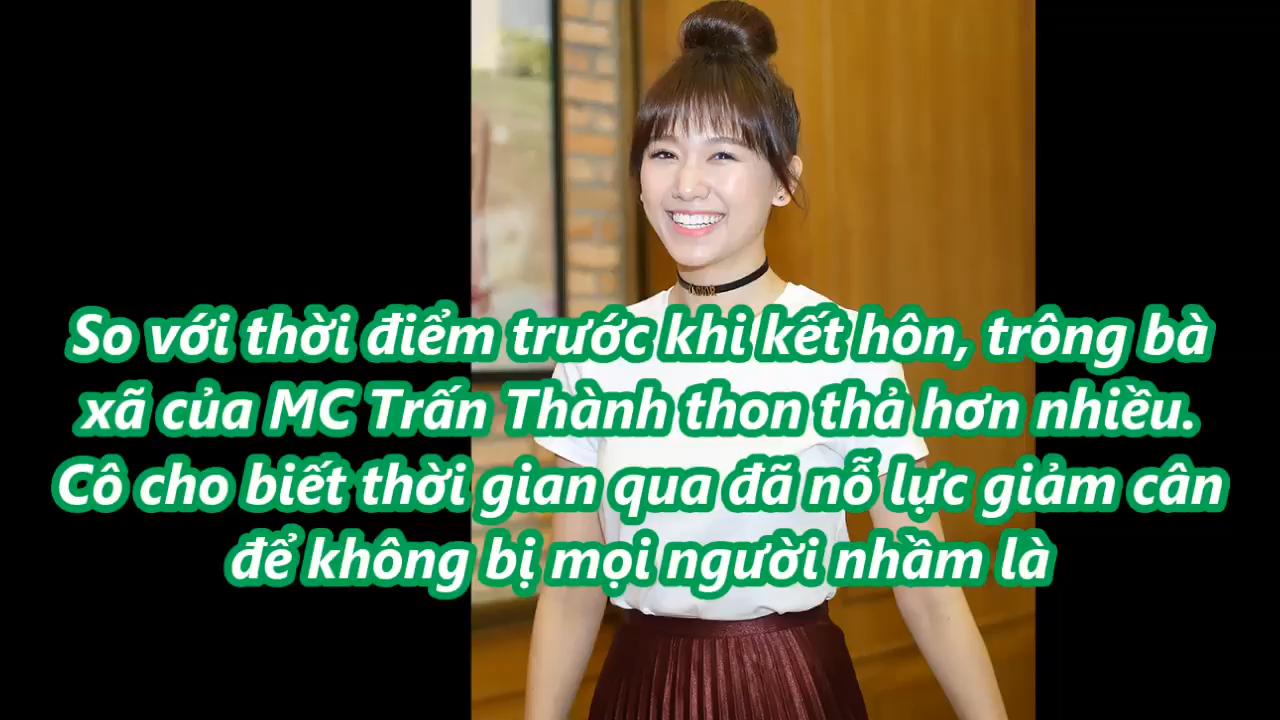 So với thời điểm trước khi kết hôn, trông bà
xã của MC Trấn Thành thon thả hơn nhiều.
Cô cho biết thời gian qua đã nỗ lực giảm cân
để không bị mọi người nhầm là